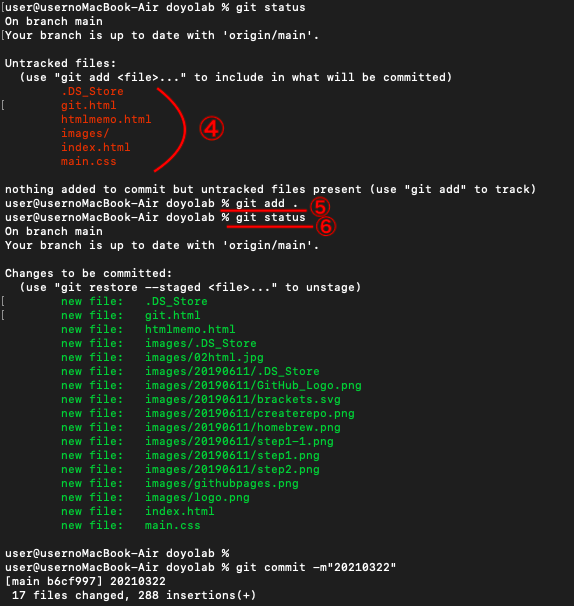 user@usernoMacBook-Air doyolab % git status
On branch main
Your branch is up to date with 'origin/main'.
Untracked files:
(use "git add <file>..." to include in what will be committed)
.DS_Store
git.html
htmlmemo.html
images/
index.html
main.css
④
nothing added to commit but untracked files present (use "git add" to track)
user@usernoMacBook-Air doyolab % git add . ⑤
user@usernoMacBook-Air doyolab % git status ⑥
On branch main
Your branch is up to date with 'origin/main'.
Changes to be committed:
(use "git restore --staged <file>..." to unstage)
new file: .DS_Store
new file: git.html
new file: htmlmemo.html
new file: images/.DS_Store
new file: images/02html.jpg
new file: images/20190611/.DS_Store
new file: images/20190611/GitHub_Logo.png
new file: images/20190611/brackets.svg
new file: images/20190611/createrepo.png
new file: images/20190611/homebrew.png
new file: images/20190611/step1-1.png
new file: images/20190611/step1.png
new file: images/20190611/step2.png
new file: images/githubpages.png
new file: images/logo.png
new file: index.html
new file: main.css
user@usernoMacBook-Air doyolab %
user@usernoMacBook-Air doyolab % git commit -m"20210322"
[main b6cf997] 20210322
17 files changed, 288 insertions(+)